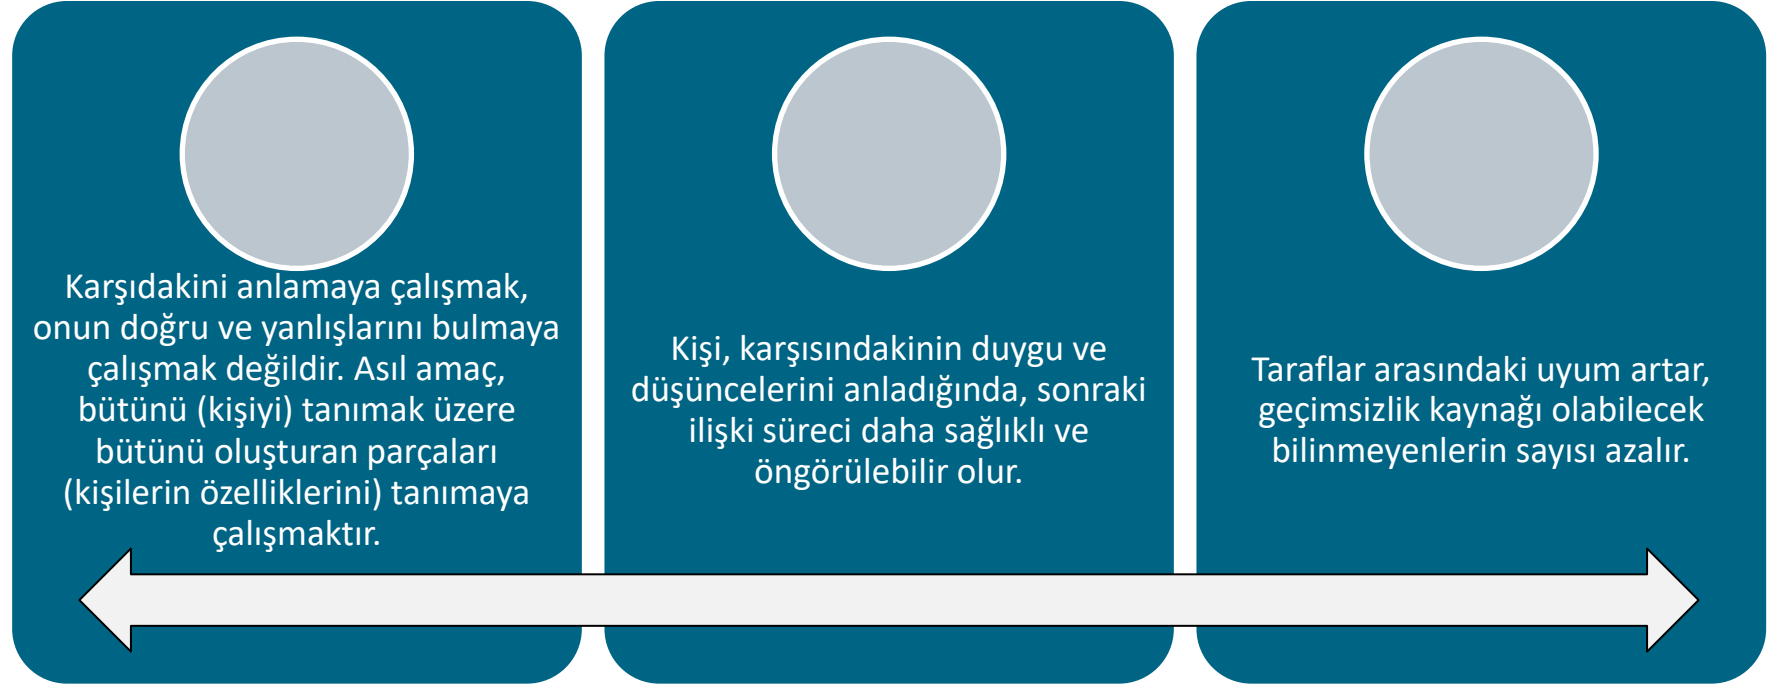 Karşıdakini anlamaya çalışmak,
onun doğru ve yanlışlarını bulmaya
çalışmak değildir. Asıl amaç,
bütünü (kişiyi) tanımak üzere
bütünü oluşturan parçaları
(kişilerin özelliklerini) tanımaya
çalışmaktır.
Kişi, karşısındakinin duygu ve
düşüncelerini anladığında, sonraki
ilişki süreci daha sağlıklı ve
öngörülebilir olur.
Taraflar arasındaki uyum artar,
geçimsizlik kaynağı olabilecek
bilinmeyenlerin sayısı azalır.